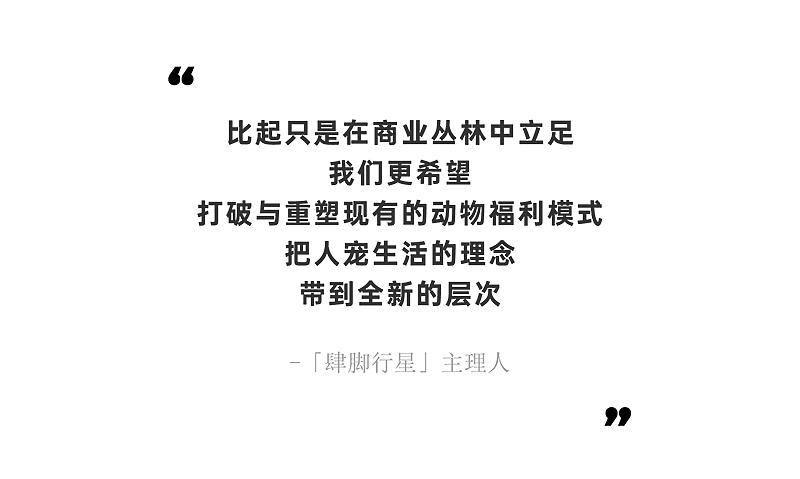 “
比起只是在商业丛林中立足
我们更希望
打破与重塑现有的动物福利模式
把人宠生活的理念
带到全新的层次
-「肆脚行星」主理人
”